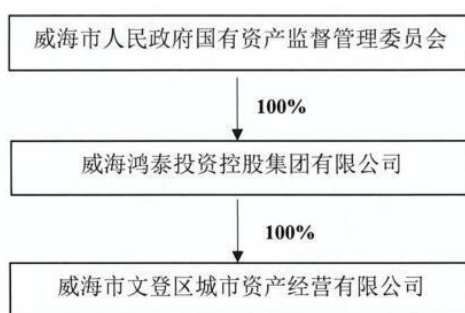 威海市人民政府国有资产监督管理委员会
100%
威海鸿泰投资控股集团有限公司
100%
威海市文登区城市资产经营有限公司